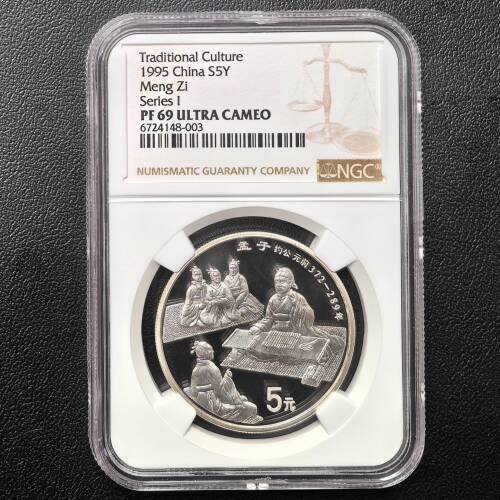 Traditional Culture
1995 China S5Y
Meng Zi
Series I
PF 69 ULTRA CAMEO
6724148-003
NUMISMATIC GUARANTY COMPANY
NGC
孟子 约公元前372-289年
5元